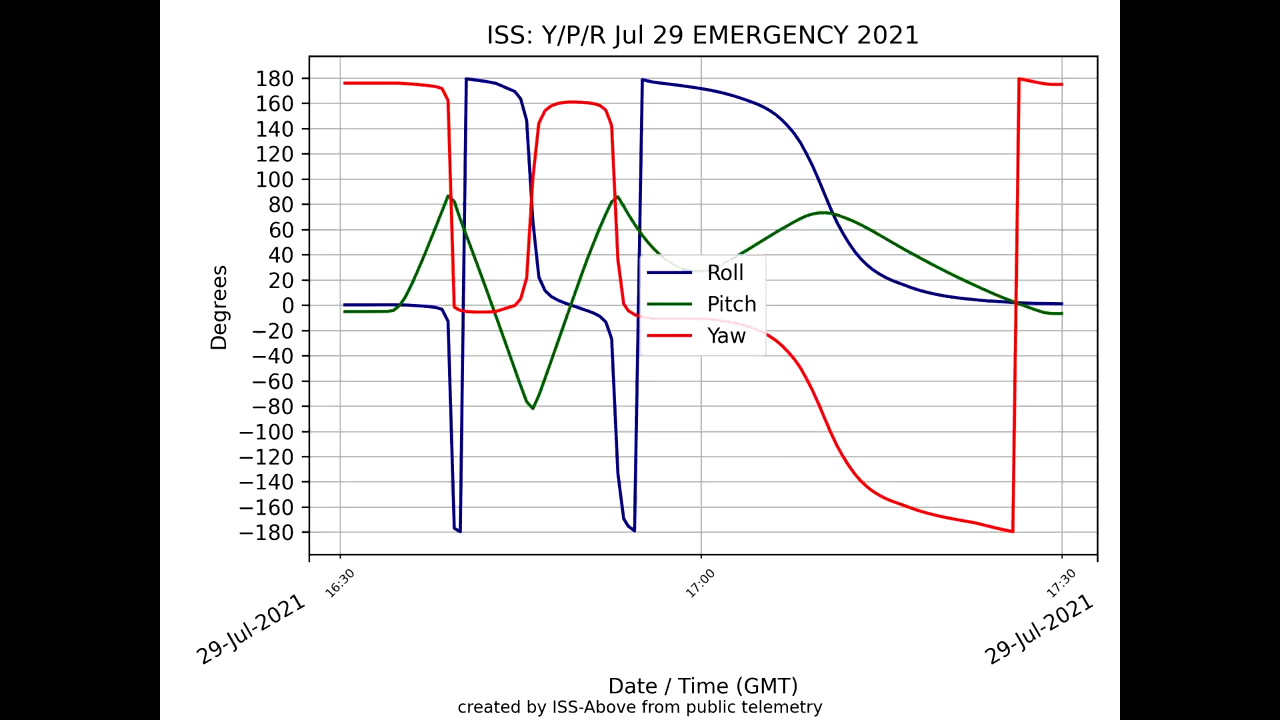 ISS: Y/P/R Jul 29 EMERGENCY 2021
Degrees
180
160
140
120
100
80
60
40
20
0
−20
−40
−60
−80
−100
−120
−140
−160
−180
Roll
Pitch
Yaw
16:30
17:00
17:30
29-Jul-2021
29-Jul-2021
Date / Time (GMT)
created by ISS-Above from public telemetry